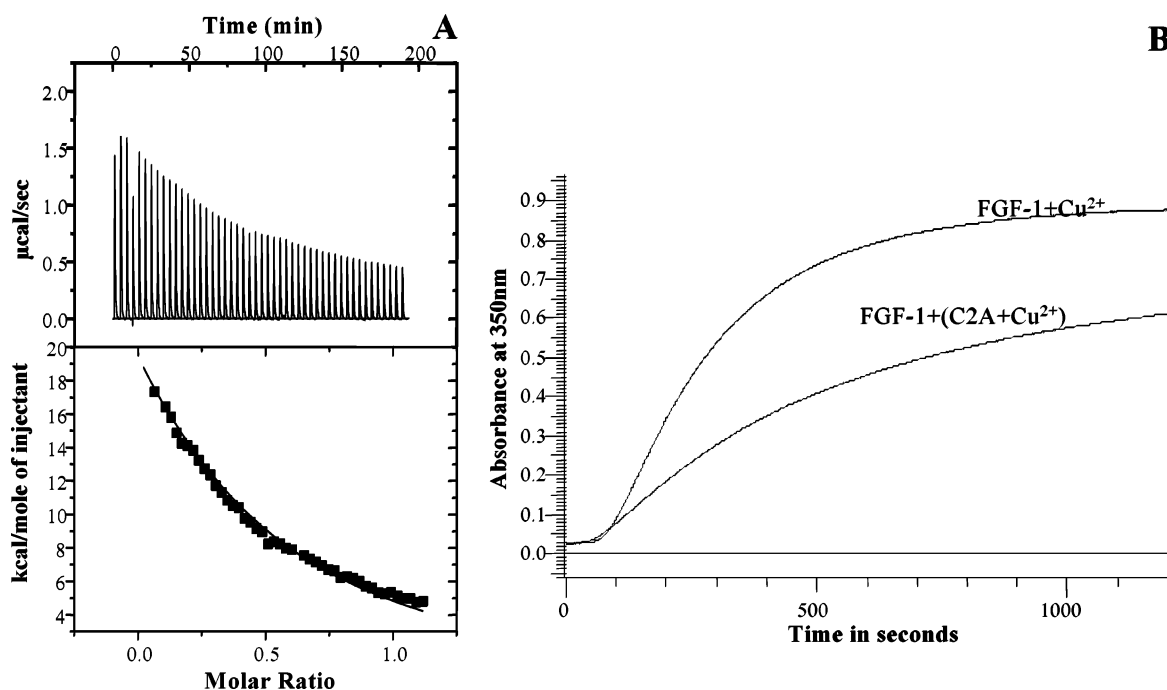 Time (min)
A
0 50 100 150 200
2.0
1.5
1.0
0.5
0.0
µcal/sec
20
18
16
14
12
10
8
6
4
kcal/mole of injectant
0.0 0.5 1.0
Molar Ratio
B
0.9
0.8
0.7
0.6
0.5
0.4
0.3
0.2
0.1
0.0
Absorbance at 350nm
FGF-1+Cu²⁺
FGF-1+(C2A+Cu²⁺)
0 500 1000
Time in seconds